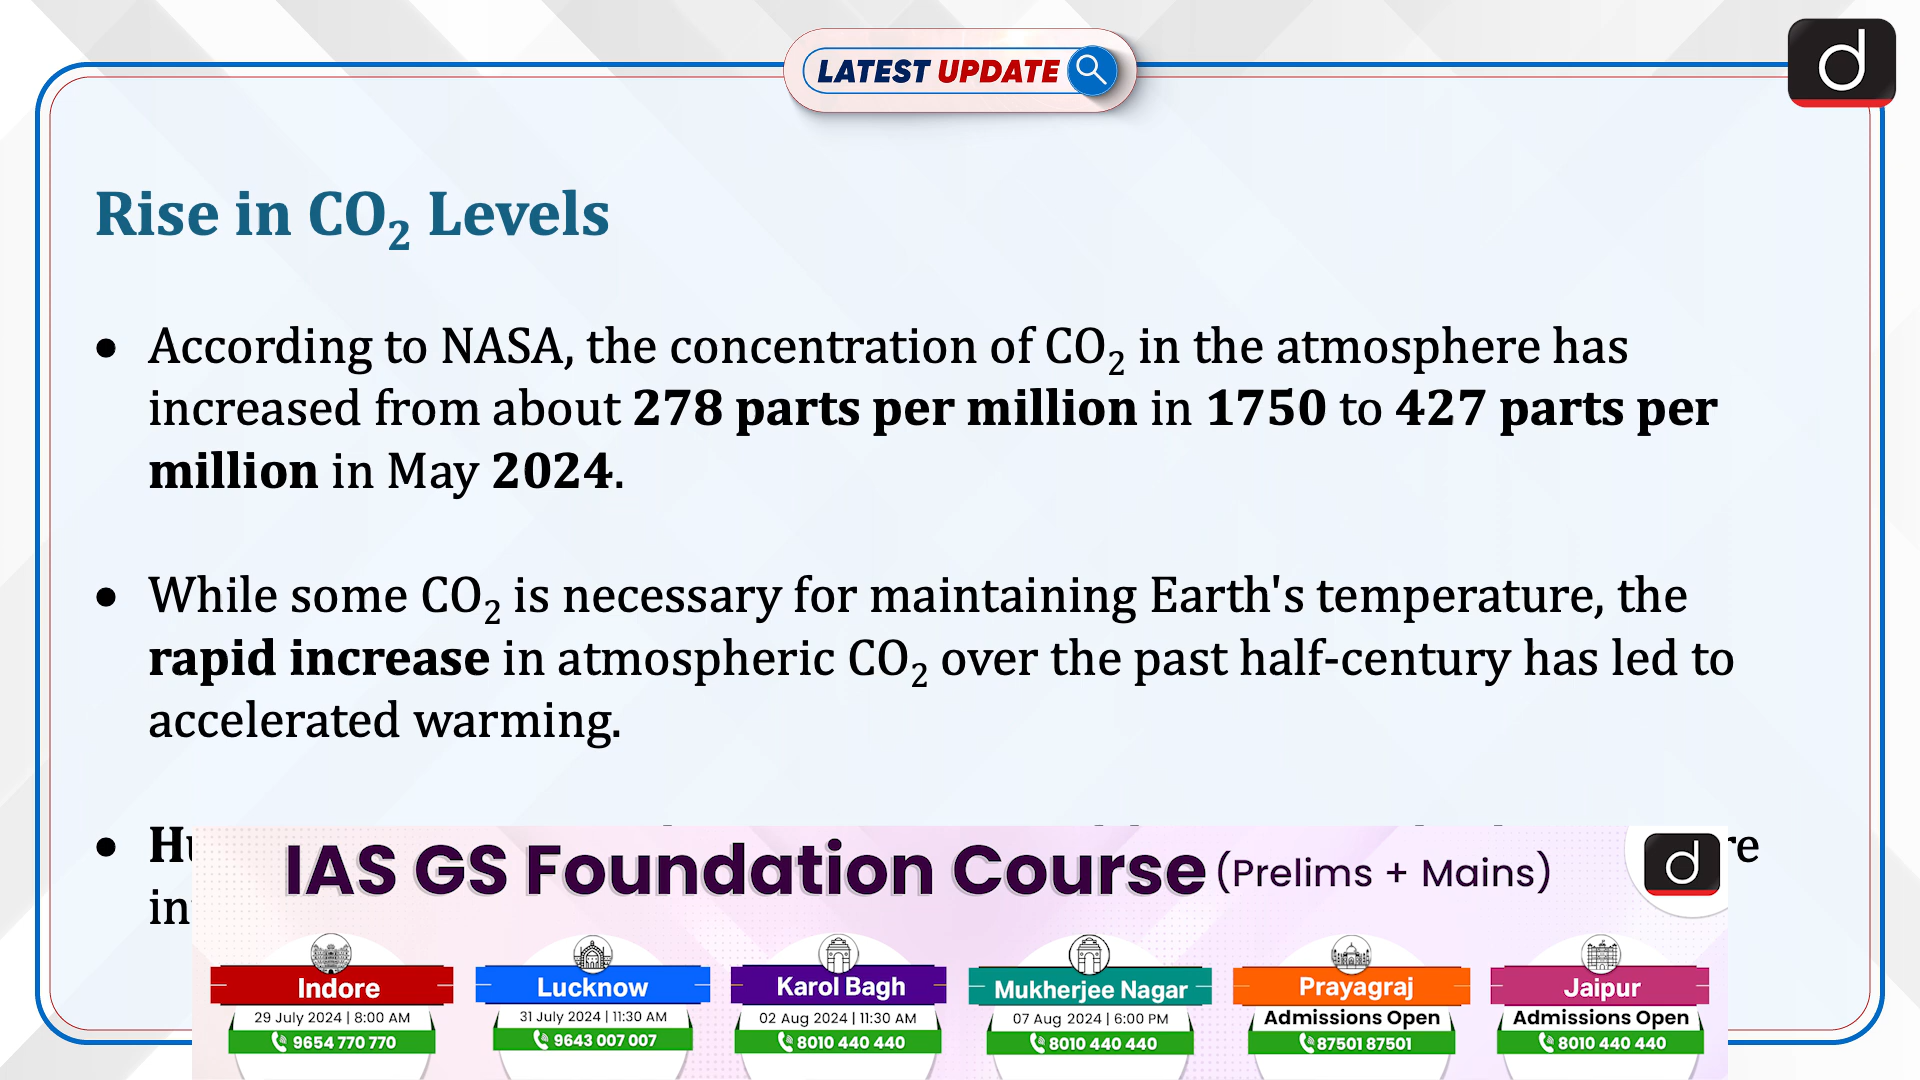 LATEST UPDATE
d
Rise in CO₂ Levels
● According to NASA, the concentration of CO₂ in the atmosphere has
increased from about 278 parts per million in 1750 to 427 parts per
million in May 2024.
● While some CO₂ is necessary for maintaining Earth's temperature, the
rapid increase in atmospheric CO₂ over the past half-century has led to
accelerated warming.
●
IAS GS Foundation Course (Prelims + Mains)
d
Indore
29 July 2024 | 8:00 AM
9654 770 770
Lucknow
31 July 2024 | 11:30 AM
9643 007 007
Karol Bagh
02 Aug 2024 | 11:30 AM
8010 440 440
Mukherjee Nagar
07 Aug 2024 | 6:00 PM
8010 440 440
Prayagraj
Admissions Open
87501 87501
Jaipur
Admissions Open
8010 440 440